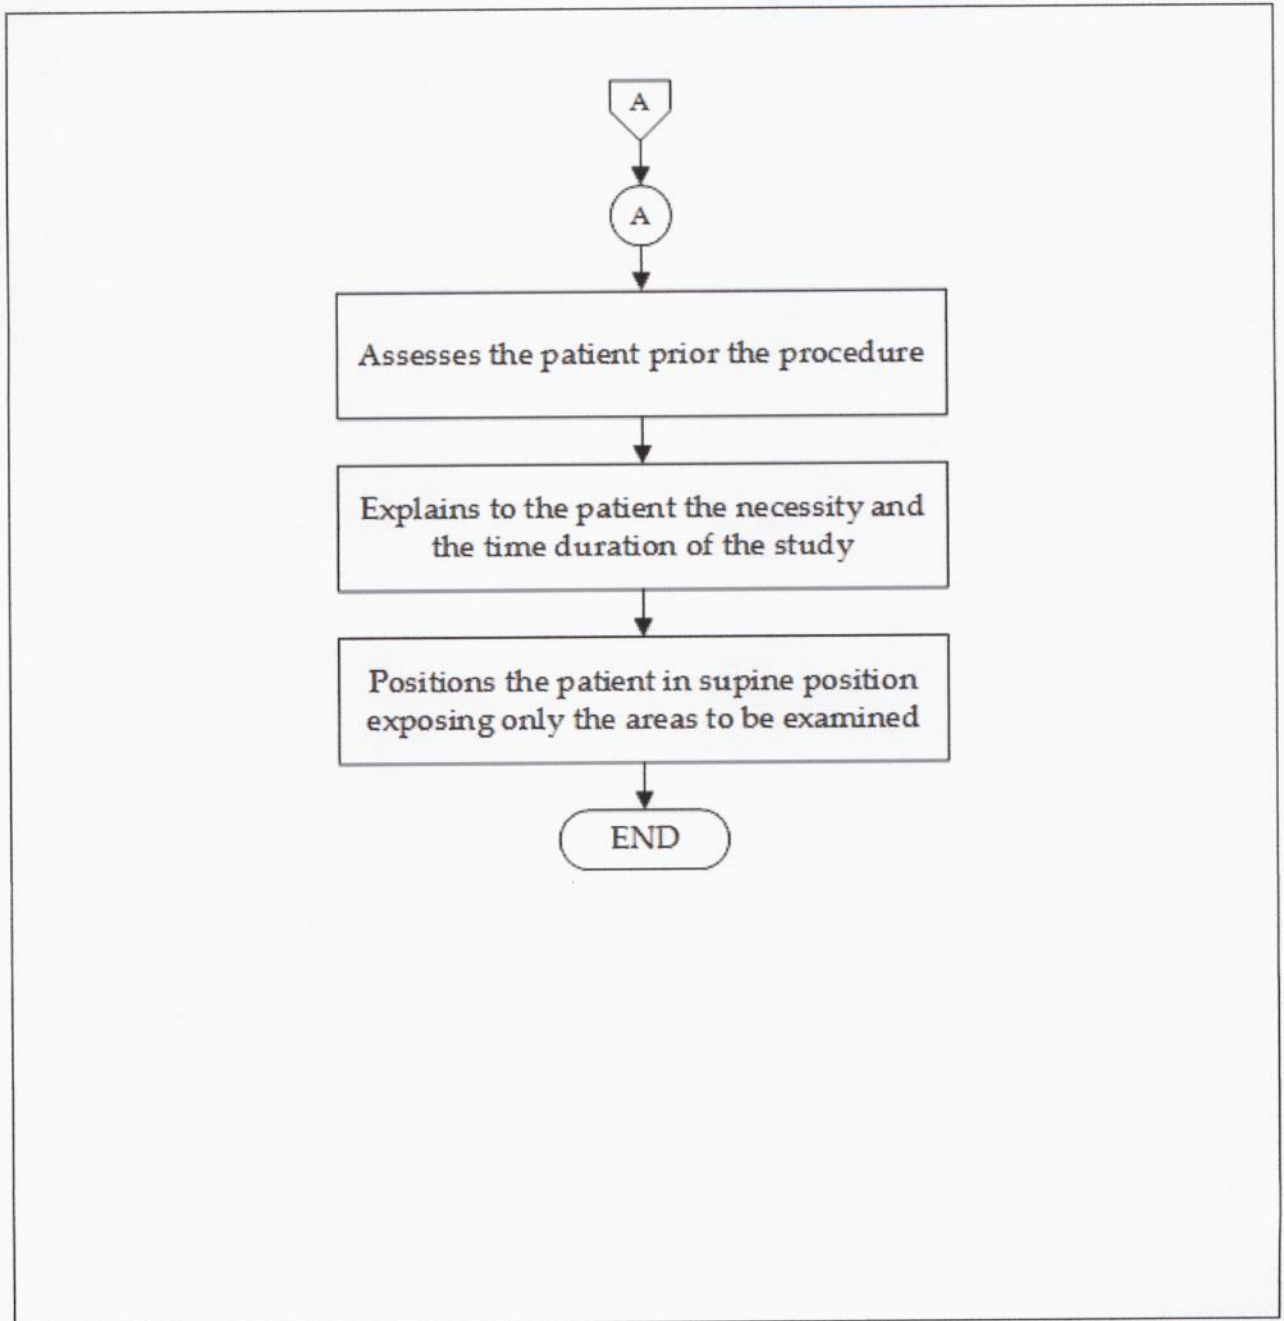 A
A
Assesses the patient prior the procedure
Explains to the patient the necessity and
the time duration of the study
Positions the patient in supine position
exposing only the areas to be examined
END